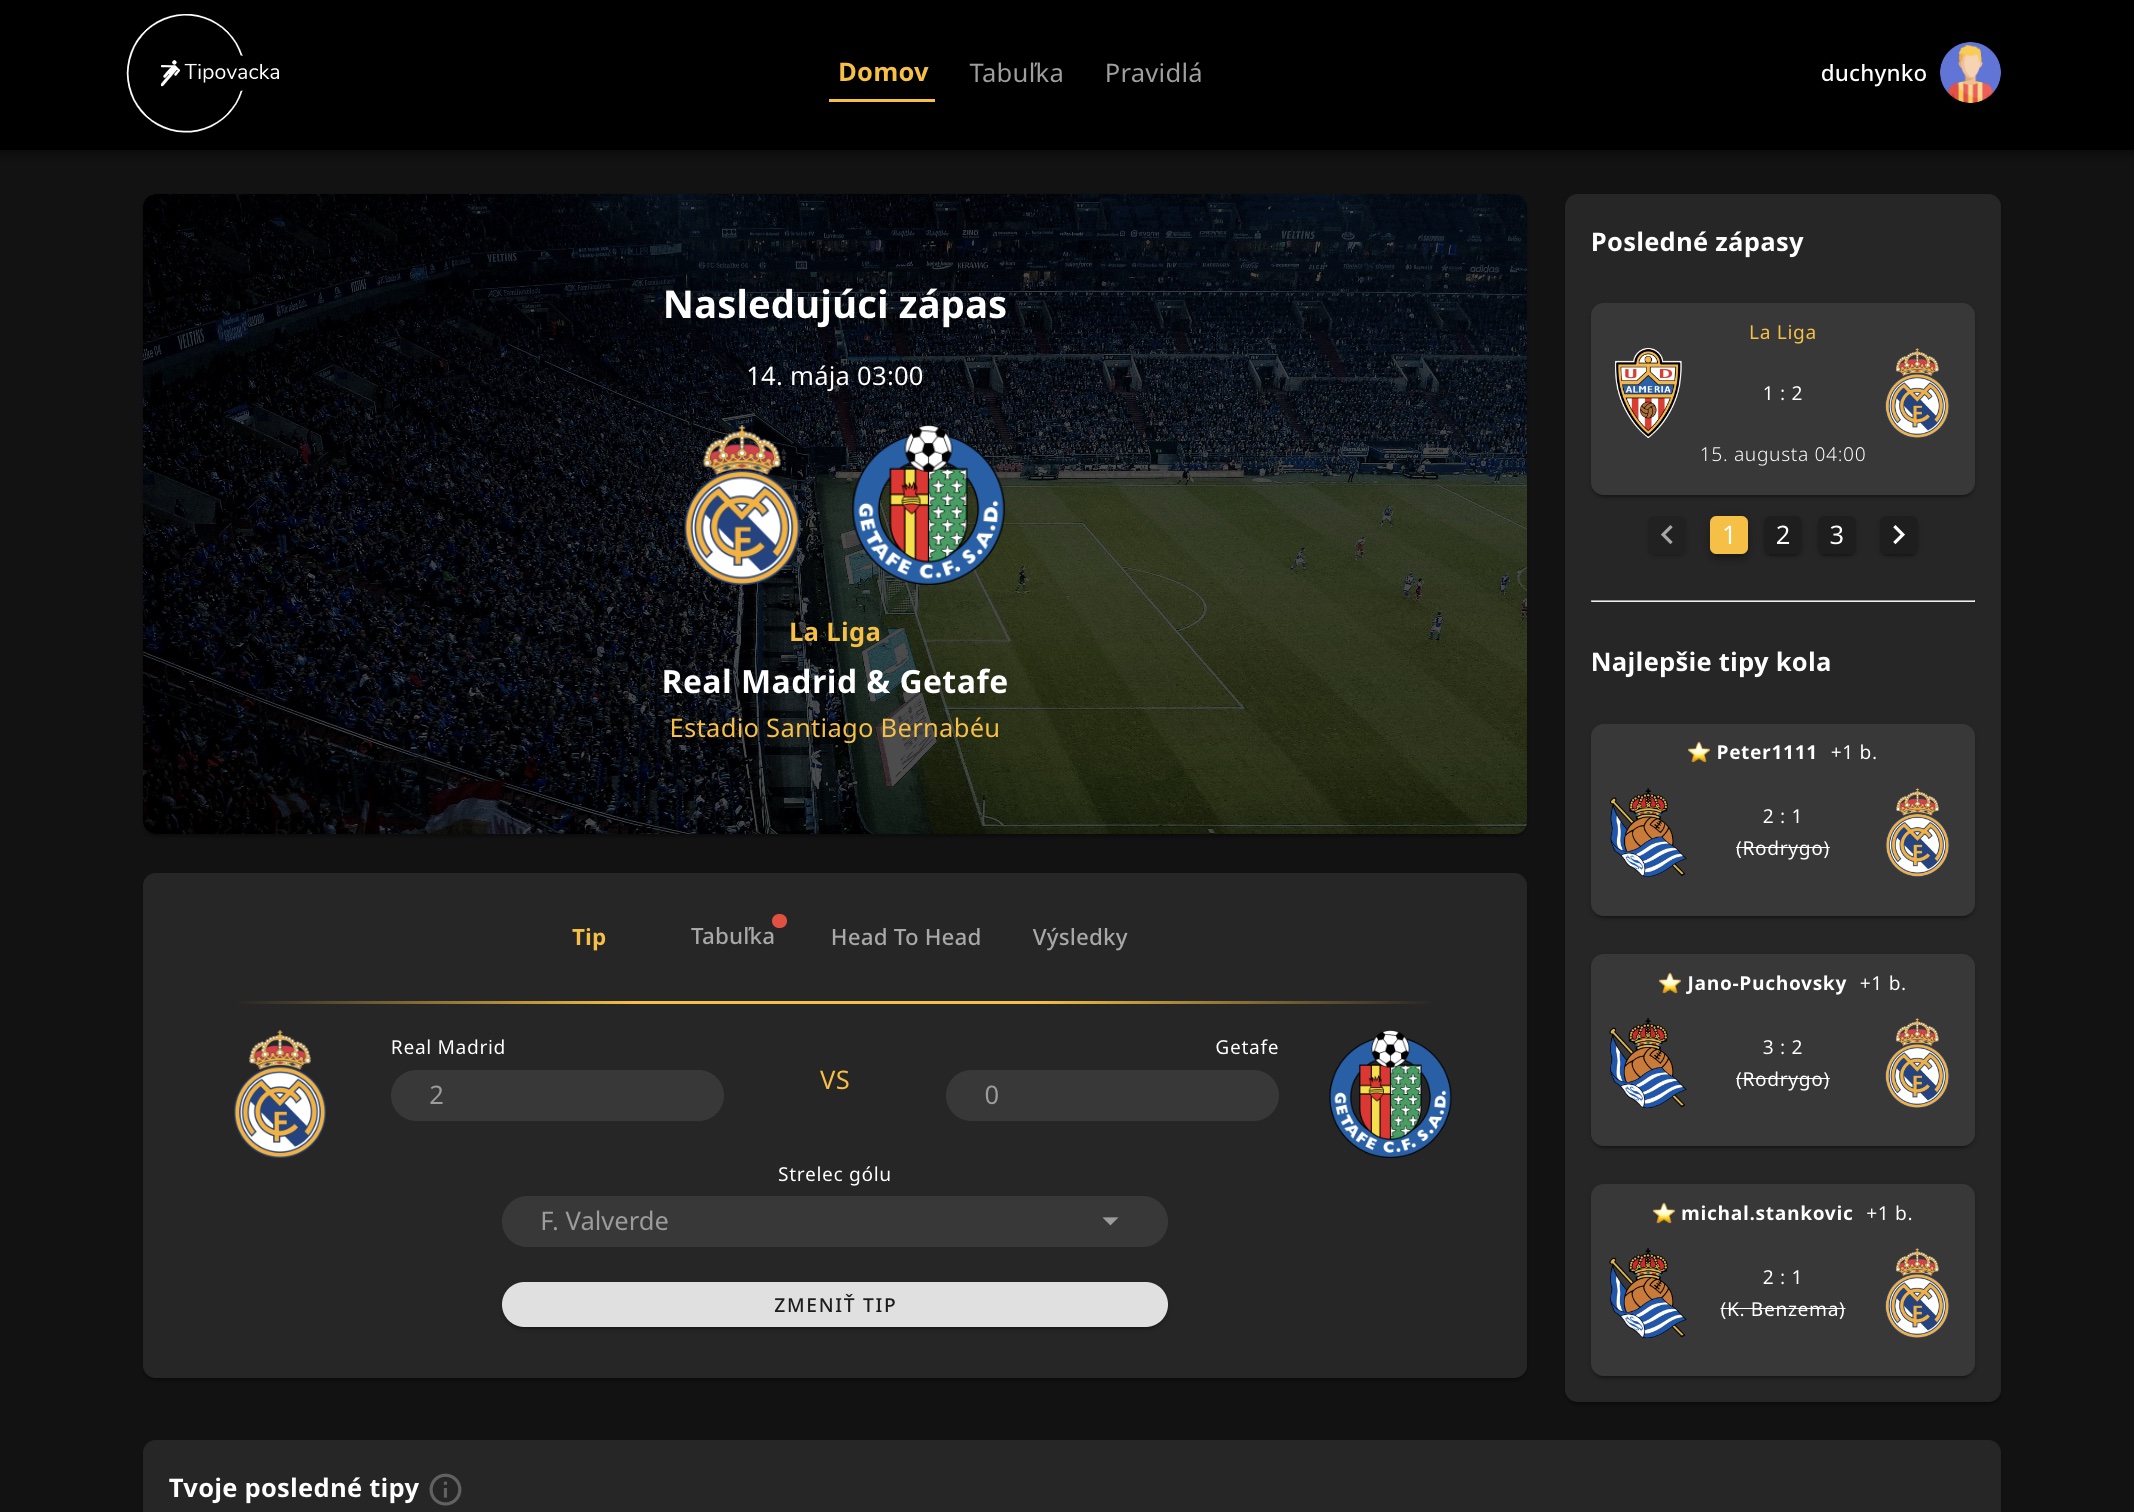 Tipovacka
Domov
Tabuľka
Pravidlá
duchynko
Nasledujúci zápas
14. mája 03:00
GETAFE C.F. S.A.D.
La Liga
Real Madrid & Getafe
Estadio Santiago Bernabéu
Tip
Tabuľka
Head To Head
Výsledky
Real Madrid
2
VS
Getafe
0
GETAFE C.F. S.A.D.
Strelec gólu
F. Valverde
ZMENIŤ TIP
Posledné zápasy
La Liga
U D
ALMERIA
1 : 2
15. augusta 04:00
1
2
3
Najlepšie tipy kola
Peter1111 +1 b.
2 : 1
(Rodrygo)
Jano-Puchovsky +1 b.
3 : 2
(Rodrygo)
michal.stankovic +1 b.
2 : 1
(K. Benzema)
Tvoje posledné tipy